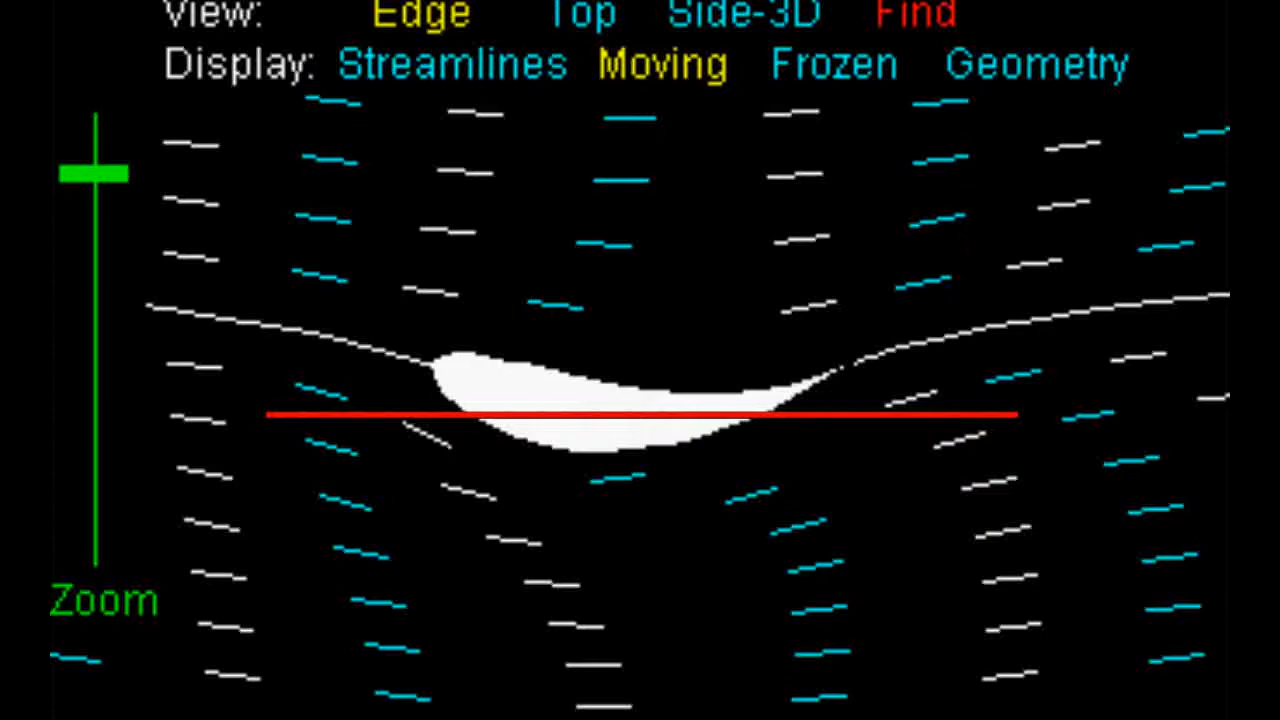 View: Edge Top Side-3D Find
Display: Streamlines Moving Frozen Geometry
Zoom